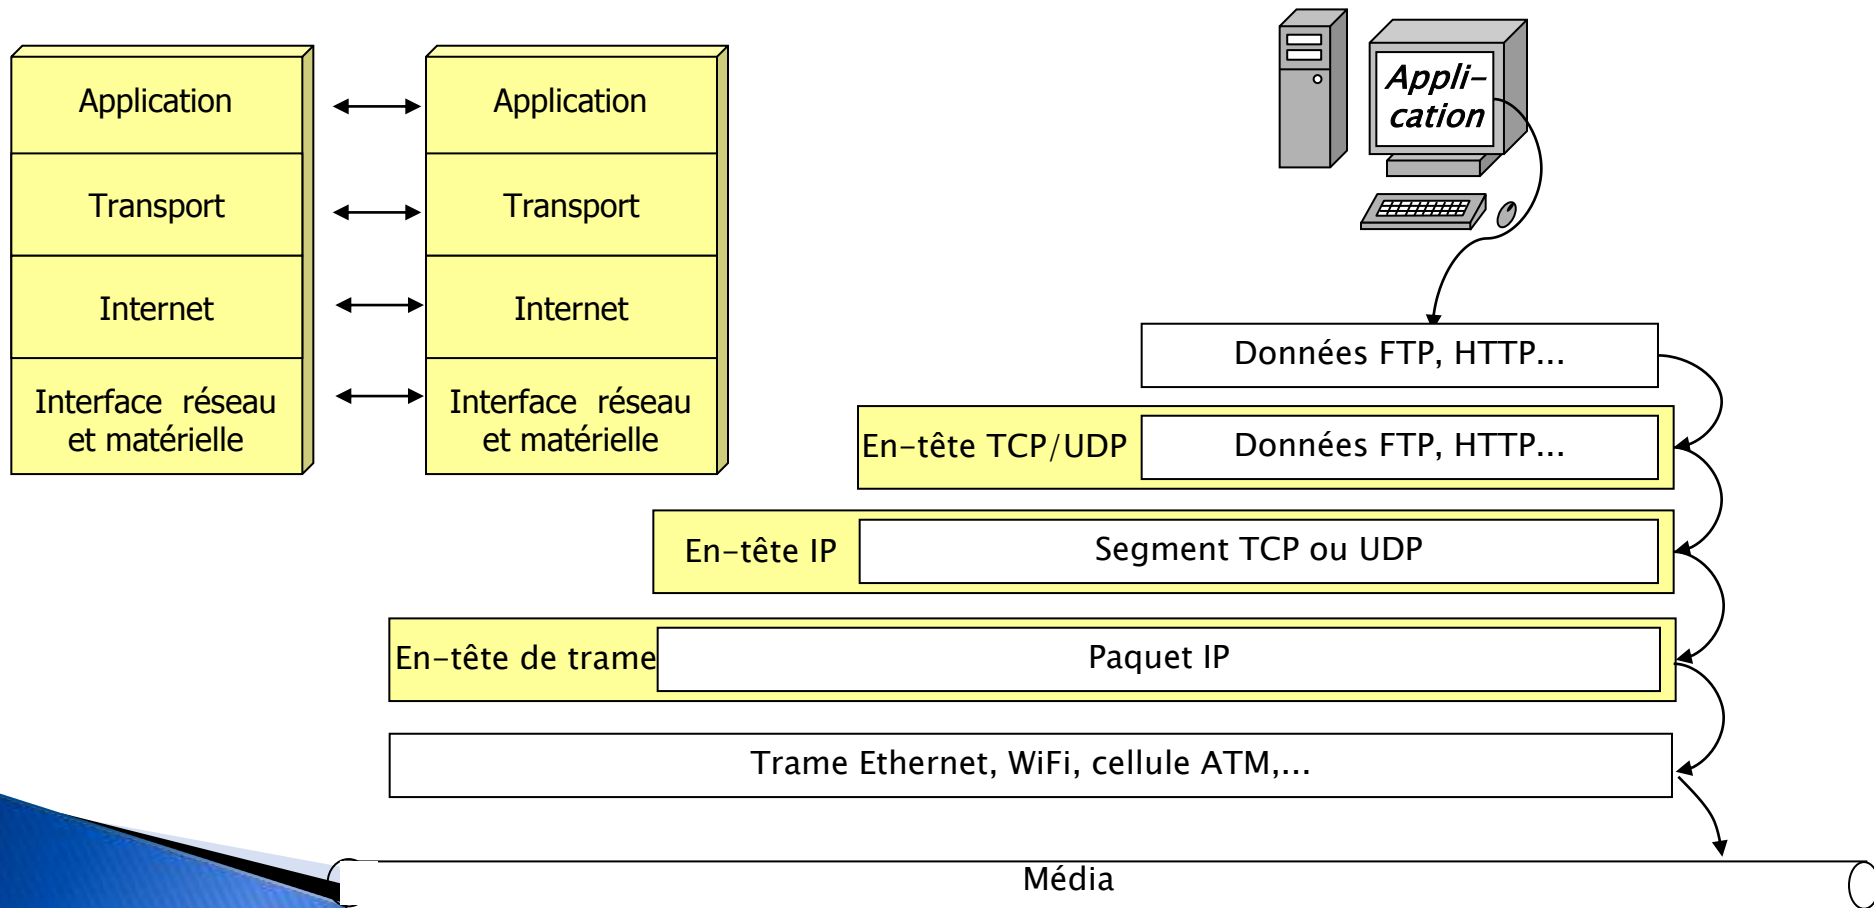 Application
Transport
Internet
Interface réseau
et matérielle
Application
Transport
Internet
Interface réseau
et matérielle
Appli-
cation
Données FTP, HTTP...
En-tête TCP/UDP
Données FTP, HTTP...
En-tête IP
Segment TCP ou UDP
En-tête de trame
Paquet IP
Trame Ethernet, WiFi, cellule ATM,...
Média